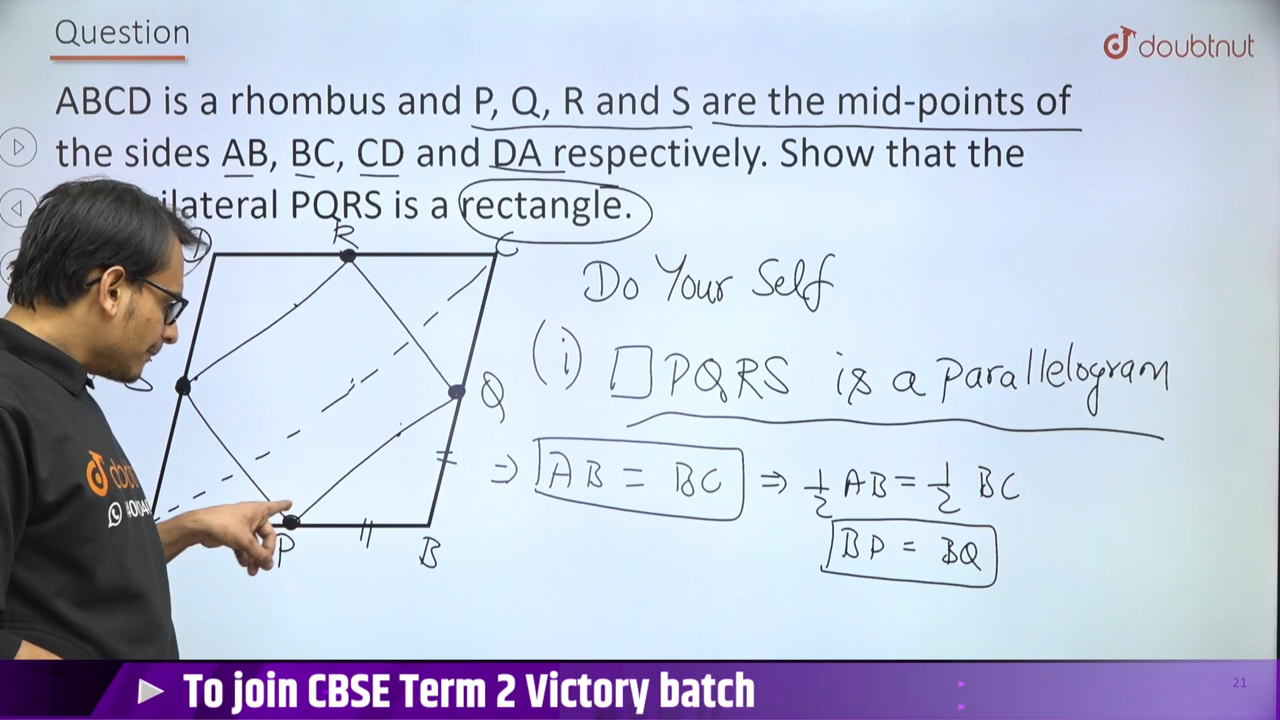 Question
doubtnut
ABCD is a rhombus and P, Q, R and S are the mid-points of
the sides AB, BC, CD and DA respectively. Show that the
ilateral PQRS is a rectangle.
D R C
Do Your Self
(i) □ PQRS is a parallelogram
S Q
⇒ AB = BC ⇒ 1/2 AB = 1/2 BC
BP = BQ
P B
To join CBSE Term 2 Victory batch
21